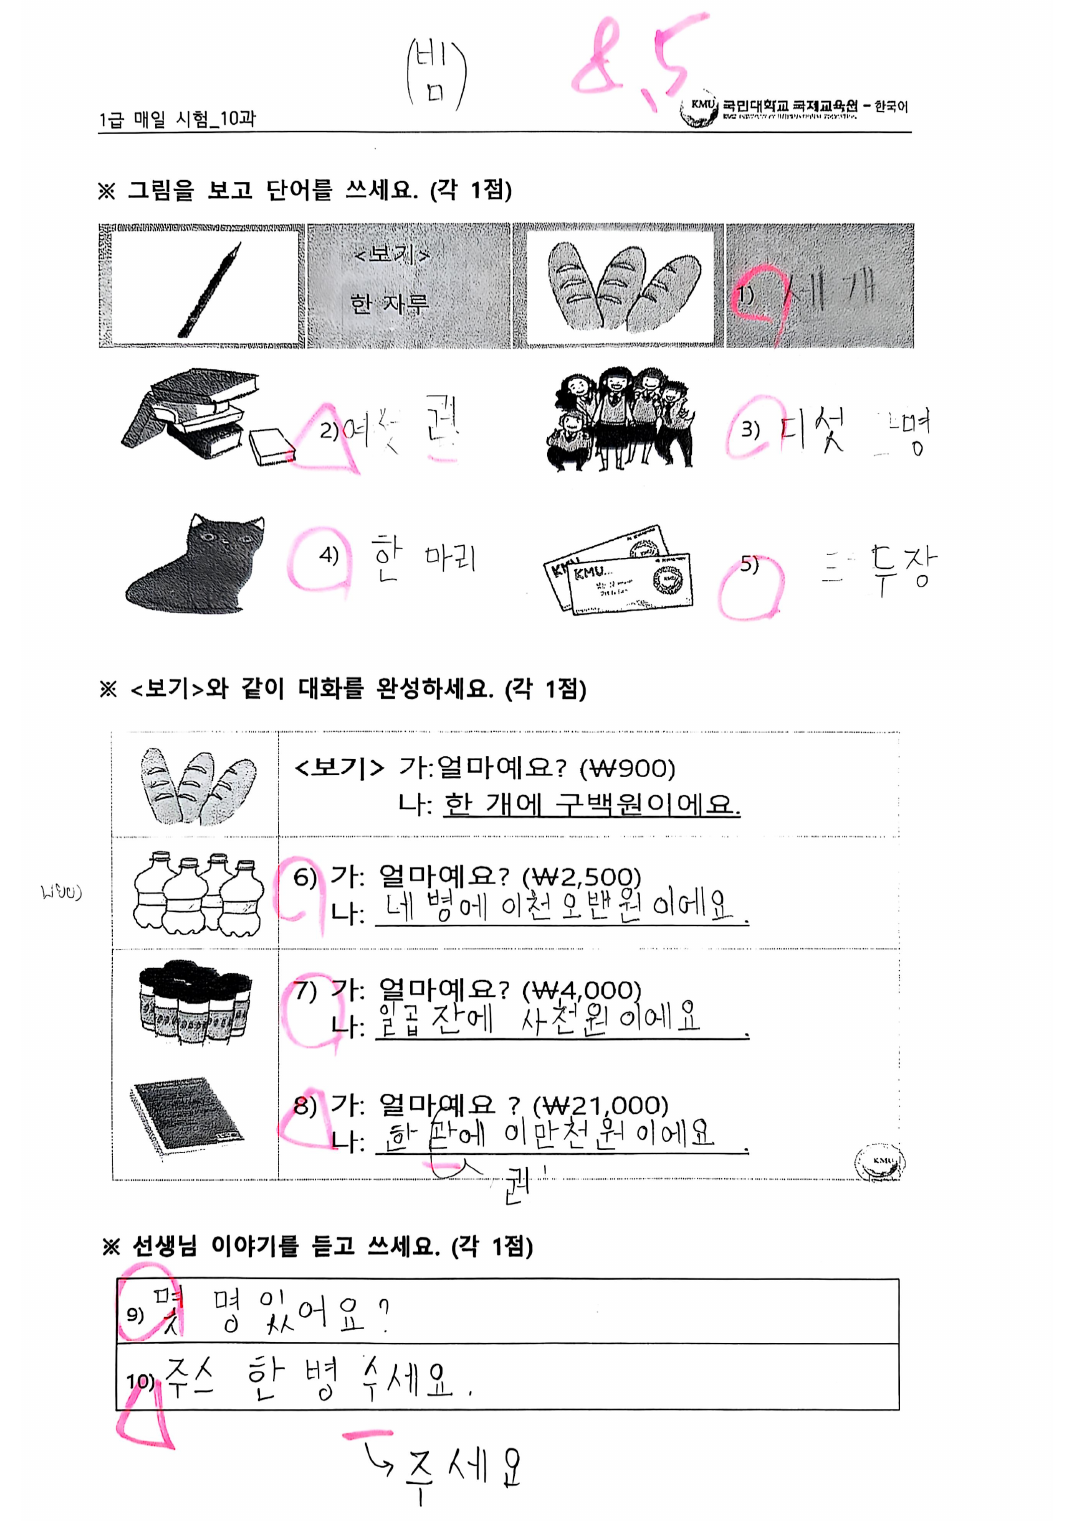 (빔)
8,5
1급 매일 시험_10과
KMU 국민대학교 국제교육원 - 한국어
※ 그림을 보고 단어를 쓰세요. (각 1점)
<보기>
한 자루
1) 세 개
2) 여섯 권
3) 더섯 명
4) 한 마리
KMU...
KMU...
5) 두 장
※ <보기>와 같이 대화를 완성하세요. (각 1점)
<보기> 가:얼마예요? (₩900)
나: 한 개에 구백원이에요.
6) 가: 얼마예요? (₩2,500)
나: 네 병에 이천 오밴 원 이에요.
7) 가: 얼마예요? (₩4,000)
나: 일곱 잔에 사천원 이에요.
8) 가: 얼마예요 ? (₩21,000)
나: 한 콴에 이만천 원 이에요.
권
KMU
※ 선생님 이야기를 듣고 쓰세요. (각 1점)
9) 몇 명 있어요?
10) 주스 한 병 수세요.
주세요